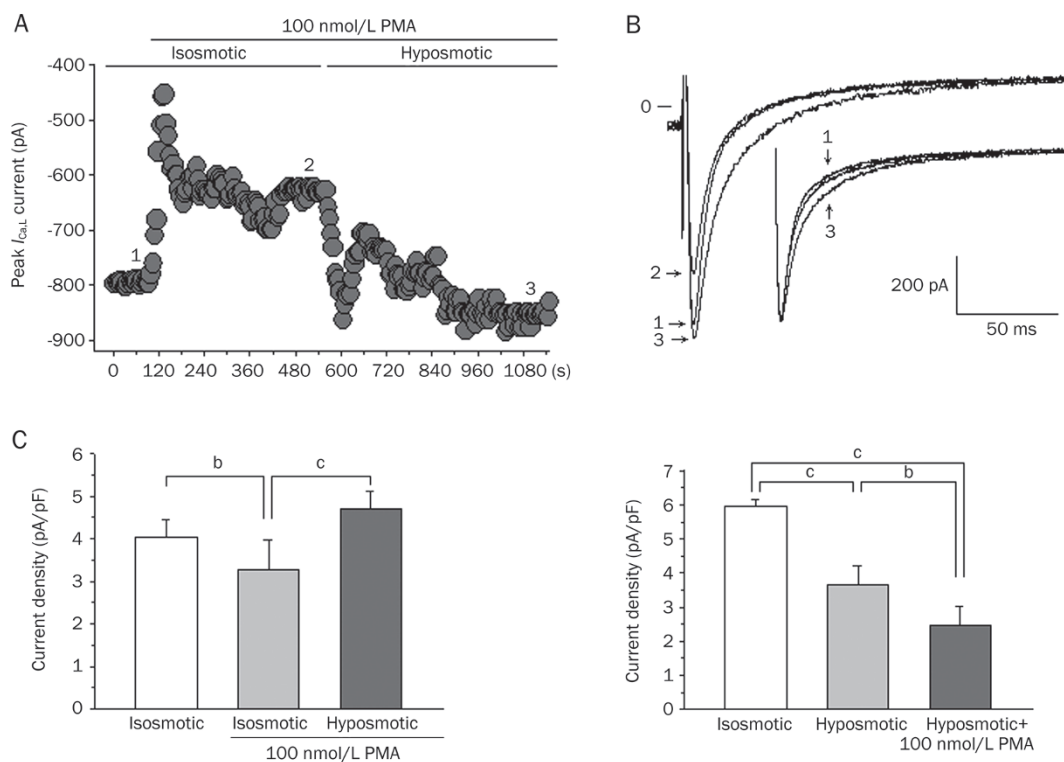 A
100 nmol/L PMA
Isosmotic
Hyposmotic
Peak I_Ca,L current (pA)
-400
-500
-600
-700
-800
-900
1
2
3
0 120 240 360 480 600 720 840 960 1080 (s)
B
0
1
3
2
1
3
200 pA
50 ms
C
Current density (pA/pF)
6
5
4
3
2
1
0
b
c
Isosmotic
Isosmotic
Hyposmotic
100 nmol/L PMA
Current density (pA/pF)
7
6
5
4
3
2
1
0
c
c
b
Isosmotic
Hyposmotic
Hyposmotic+
100 nmol/L PMA